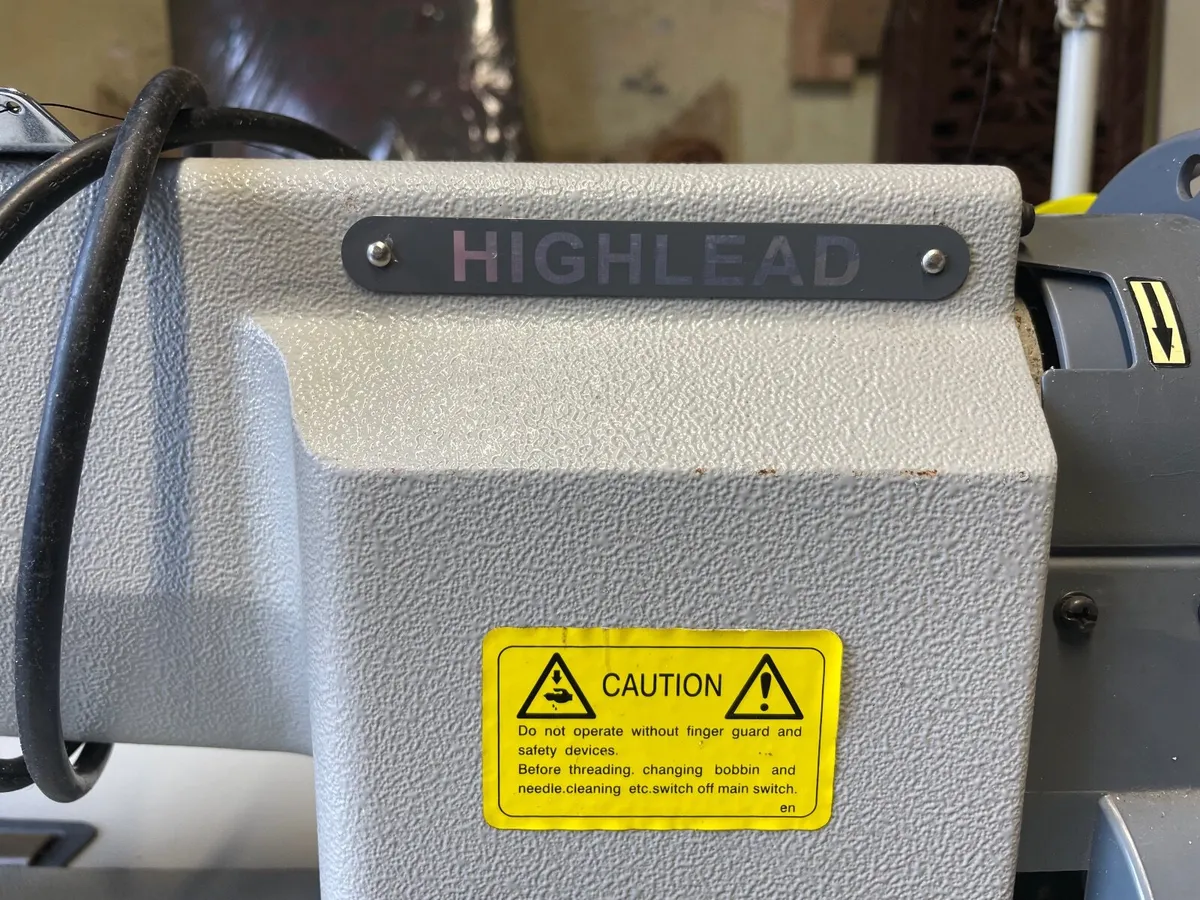 HIGHLEAD
CAUTION
Do not operate without finger guard and
safety devices.
Before threading. changing bobbin and
needle.cleaning etc.switch off main switch.
en